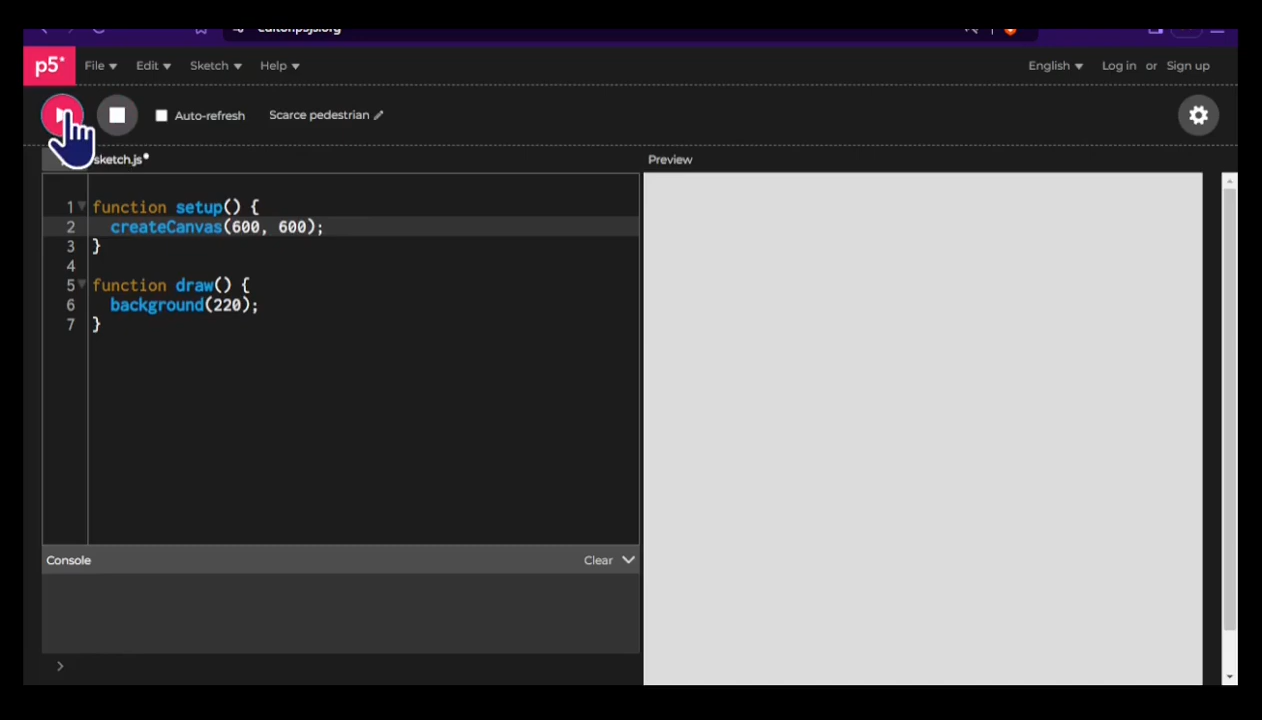 editor.p5js.org
p5* File Edit Sketch Help English Log in or Sign up
Auto-refresh Scarce pedestrian
sketch.js•
Preview
1 function setup() {
2 createCanvas(600, 600);
3 }
4
5 function draw() {
6 background(220);
7 }
Console Clear
>